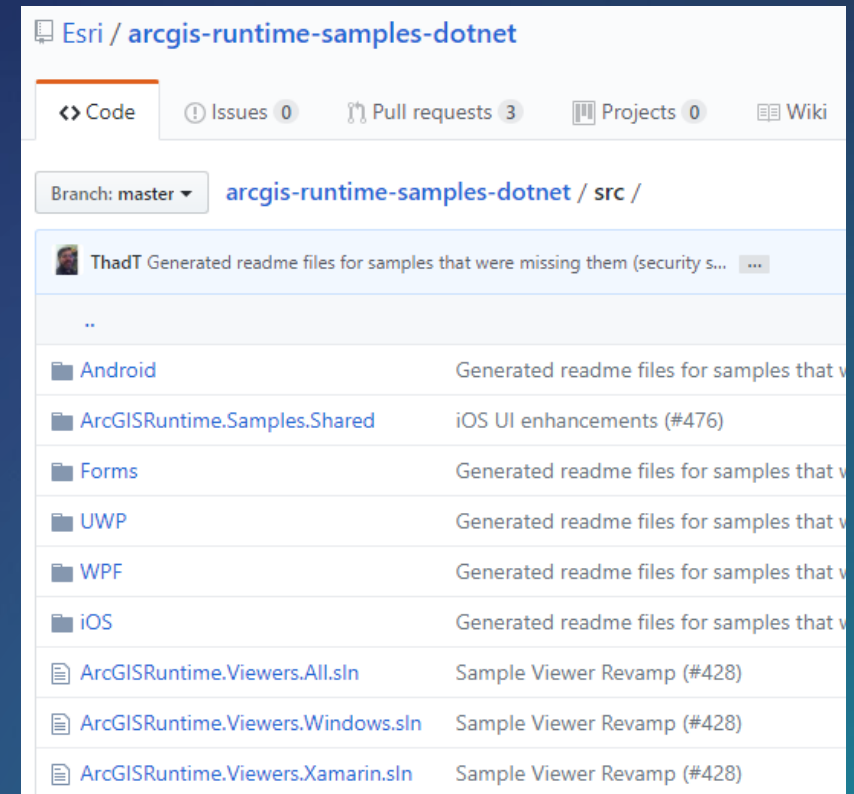 Esri / arcgis-runtime-samples-dotnet
Code Issues 0 Pull requests 3 Projects 0 Wiki
Branch: master arcgis-runtime-samples-dotnet / src /
ThadT Generated readme files for samples that were missing them (security s... ...
..
Android Generated readme files for samples that
ArcGISRuntime.Samples.Shared iOS UI enhancements (#476)
Forms Generated readme files for samples that
UWP Generated readme files for samples that
WPF Generated readme files for samples that
iOS Generated readme files for samples that
ArcGISRuntime.Viewers.All.sln Sample Viewer Revamp (#428)
ArcGISRuntime.Viewers.Windows.sln Sample Viewer Revamp (#428)
ArcGISRuntime.Viewers.Xamarin.sln Sample Viewer Revamp (#428)